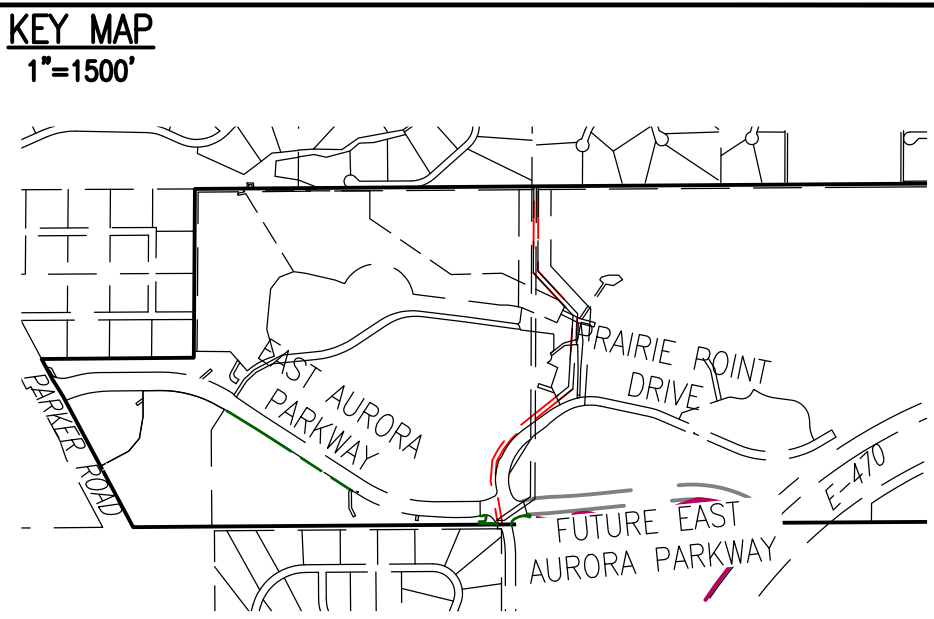 KEY MAP
1"=1500'
PRAIRIE POINT
DRIVE
EAST AURORA
PARKWAY
PARKER ROAD
E-470
FUTURE EAST
AURORA PARKWAY